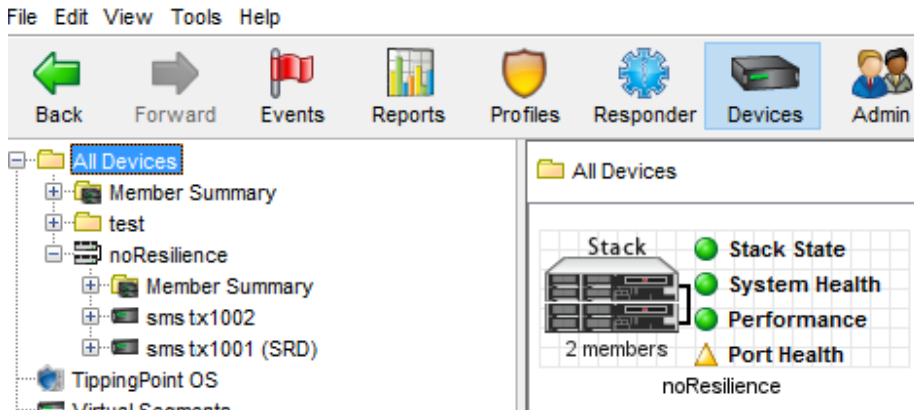 File Edit View Tools Help
Back Forward Events Reports Profiles Responder Devices Admin
All Devices
Member Summary
test
noResilience
Member Summary
sms tx1002
sms tx1001 (SRD)
TippingPoint OS
Virtual Segments
All Devices
Stack
Stack State
System Health
Performance
Port Health
2 members
noResilience